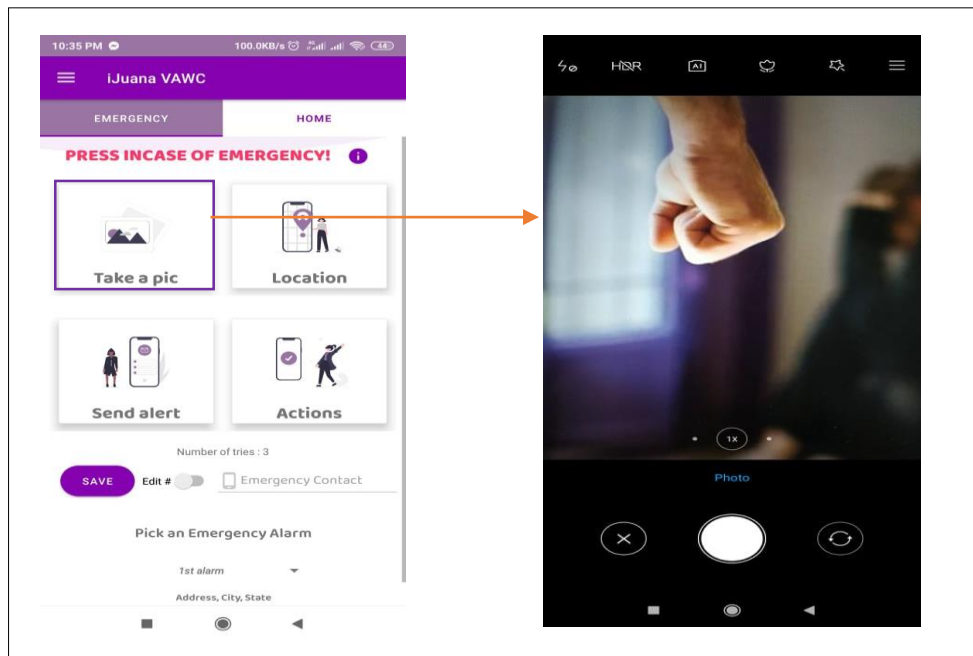 10:35 PM
100.0KB/s 44
iJuana VAWC
EMERGENCY HOME
PRESS INCASE OF EMERGENCY! i
Take a pic Location
Send alert Actions
Number of tries : 3
SAVE Edit # Emergency Contact
Pick an Emergency Alarm
1st alarm
Address, City, State
HDR AI
1X
Photo